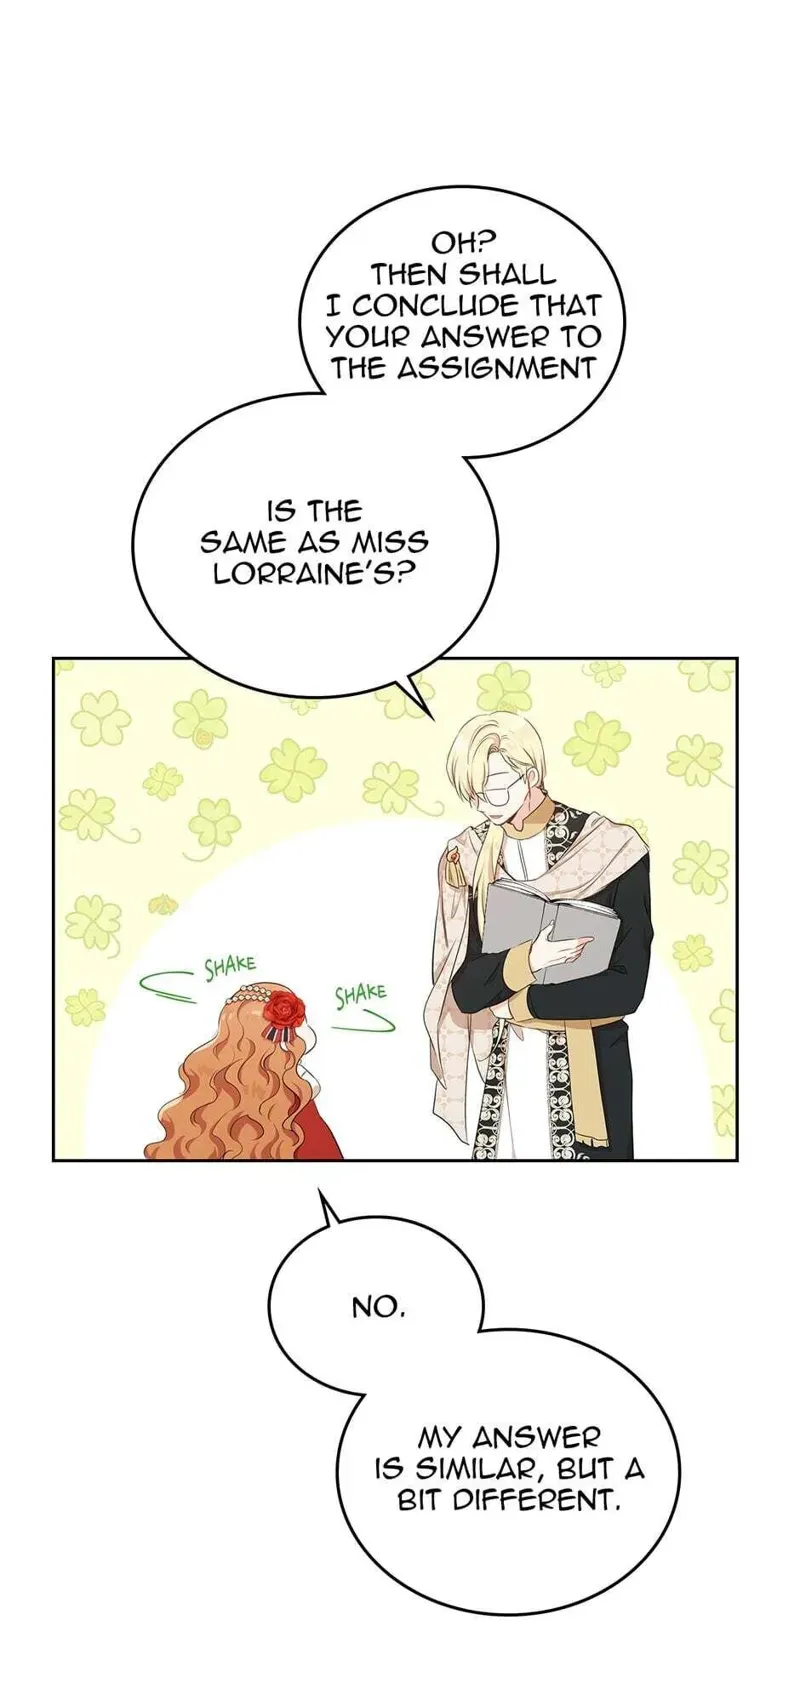 OH?
THEN SHALL
I CONCLUDE THAT
YOUR ANSWER TO
THE ASSIGNMENT
IS THE
SAME AS MISS
LORRAINE'S?
SHAKE
SHAKE
NO.
MY ANSWER
IS SIMILAR, BUT A
BIT DIFFERENT.